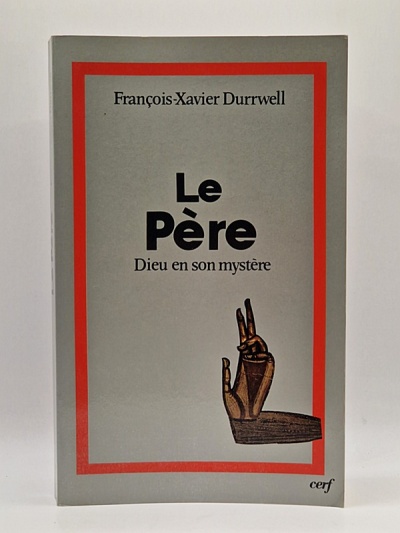 François-Xavier Durrwell
Le
Père
Dieu en son mystère
cerf